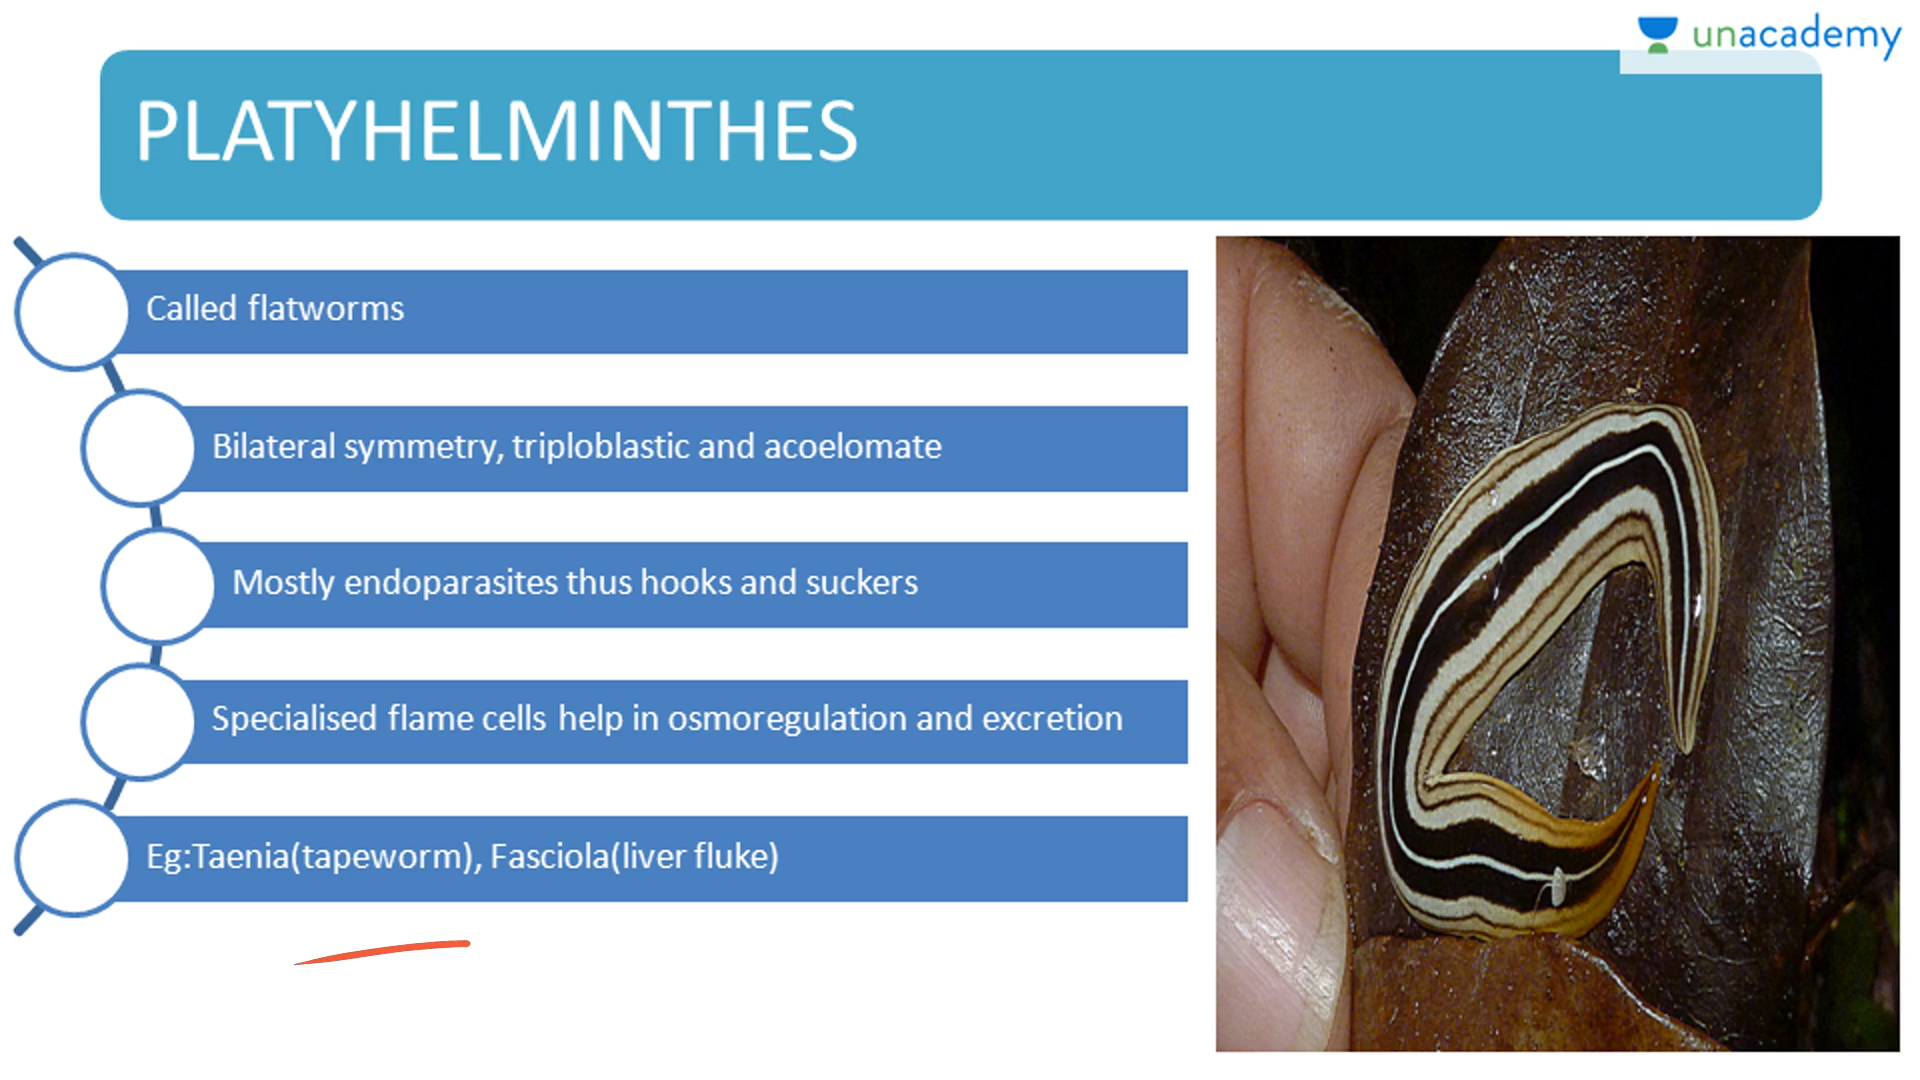 unacademy
PLATYHELMINTHES
Called flatworms
Bilateral symmetry, triploblastic and acoelomate
Mostly endoparasites thus hooks and suckers
Specialised flame cells help in osmoregulation and excretion
Eg:Taenia(tapeworm), Fasciola(liver fluke)